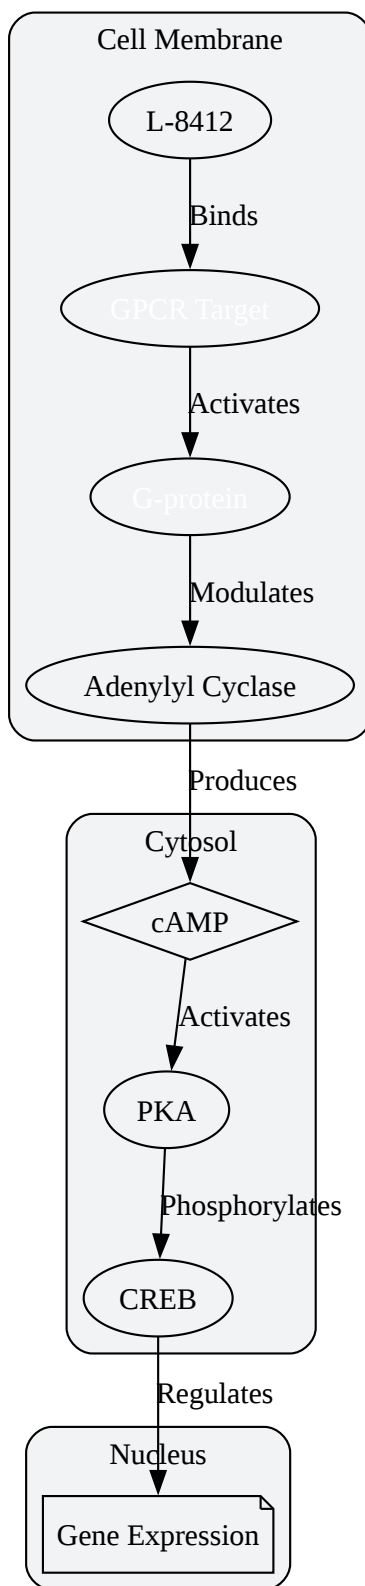 Cell Membrane
L-8412
Binds
GPCR Target
Activates
G-protein
Modulates
Adenylyl Cyclase
Produces
Cytosol
cAMP
Activates
PKA
Phosphorylates
CREB
Regulates
Nucleus
Gene Expression